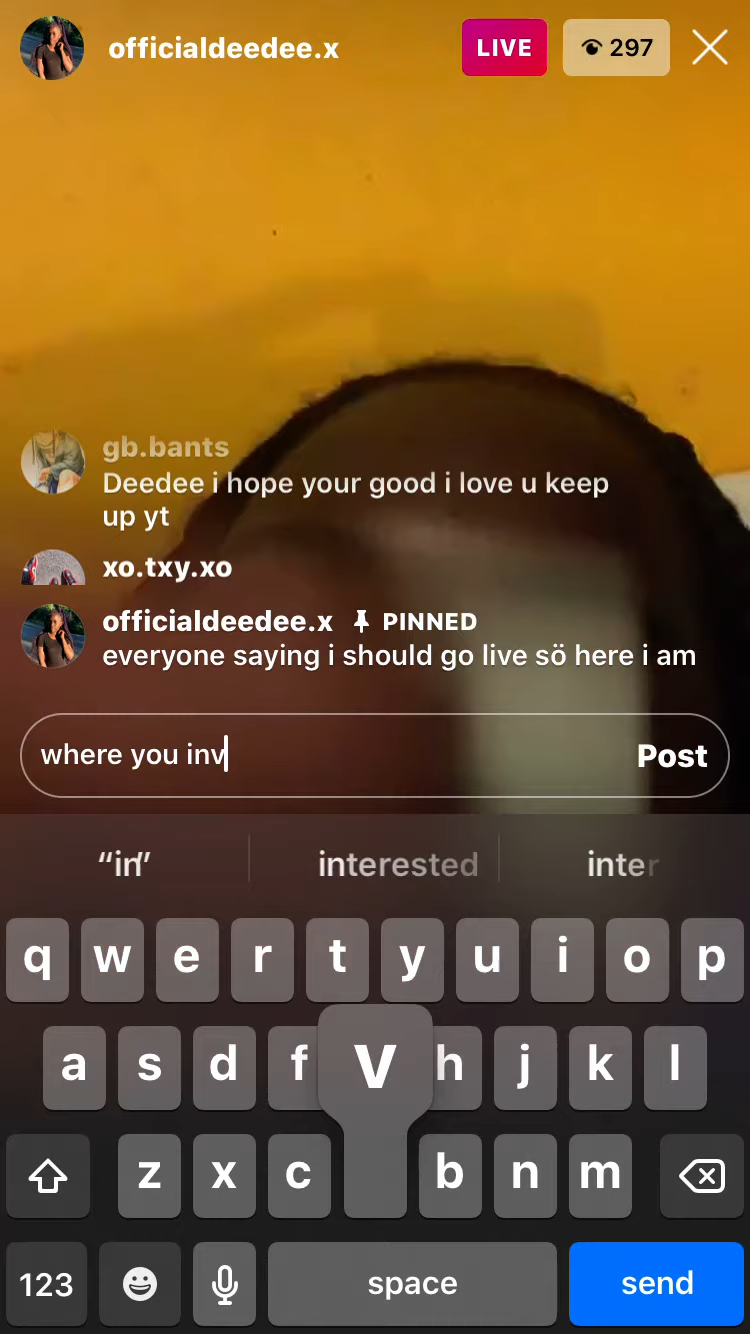 officialdeedee.x LIVE 297
gb.bants
Deedee i hope your good i love u keep
up yt
xo.txy.xo
officialdeedee.x PINNED
everyone saying i should go live sö here i am
where you inv Post
“in” interested inter
q w e r t y u i o p
a s d f V h j k l
z x c b n m
123 space send